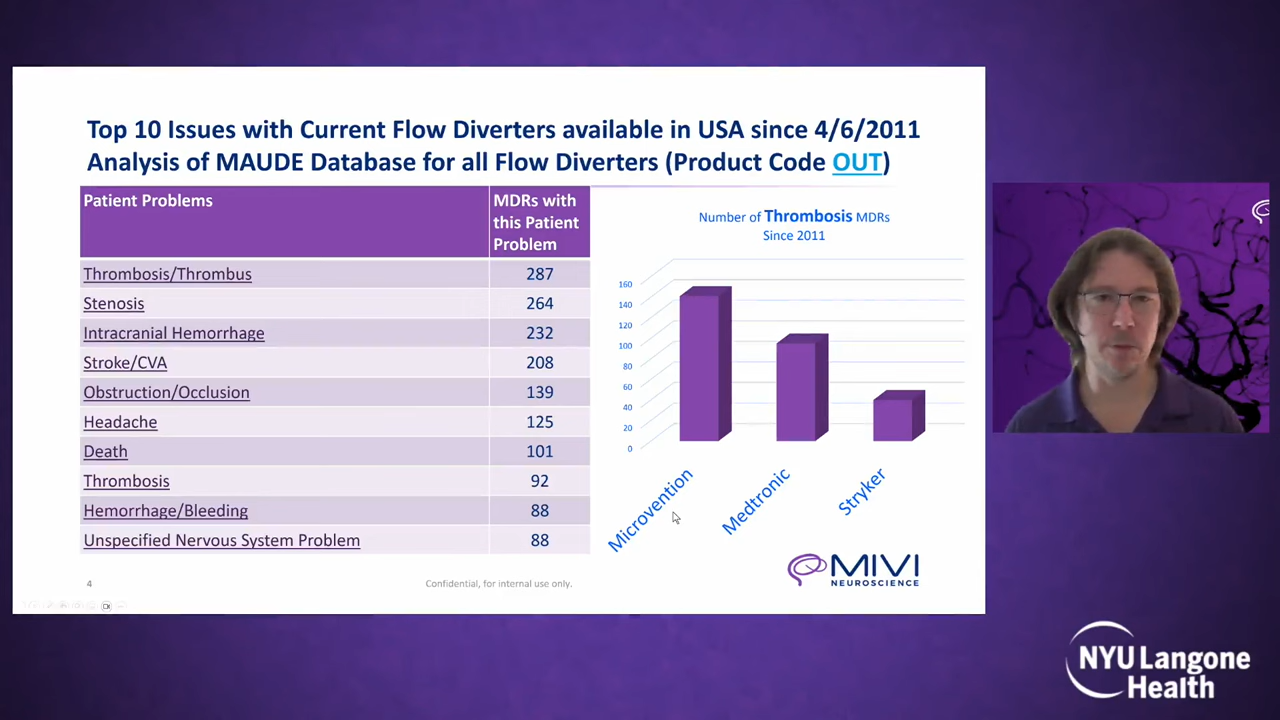 Top 10 Issues with Current Flow Diverters available in USA since 4/6/2011
Analysis of MAUDE Database for all Flow Diverters (Product Code OUT)
Patient Problems
MDRs with
this Patient
Problem
Thrombosis/Thrombus 287
Stenosis 264
Intracranial Hemorrhage 232
Stroke/CVA 208
Obstruction/Occlusion 139
Headache 125
Death 101
Thrombosis 92
Hemorrhage/Bleeding 88
Unspecified Nervous System Problem 88
Number of Thrombosis MDRs
Since 2011
160
140
120
100
80
60
40
20
0
Microvention
Medtronic
Stryker
4
Confidential, for internal use only.
MIVI
NEUROSCIENCE
NYU Langone
Health